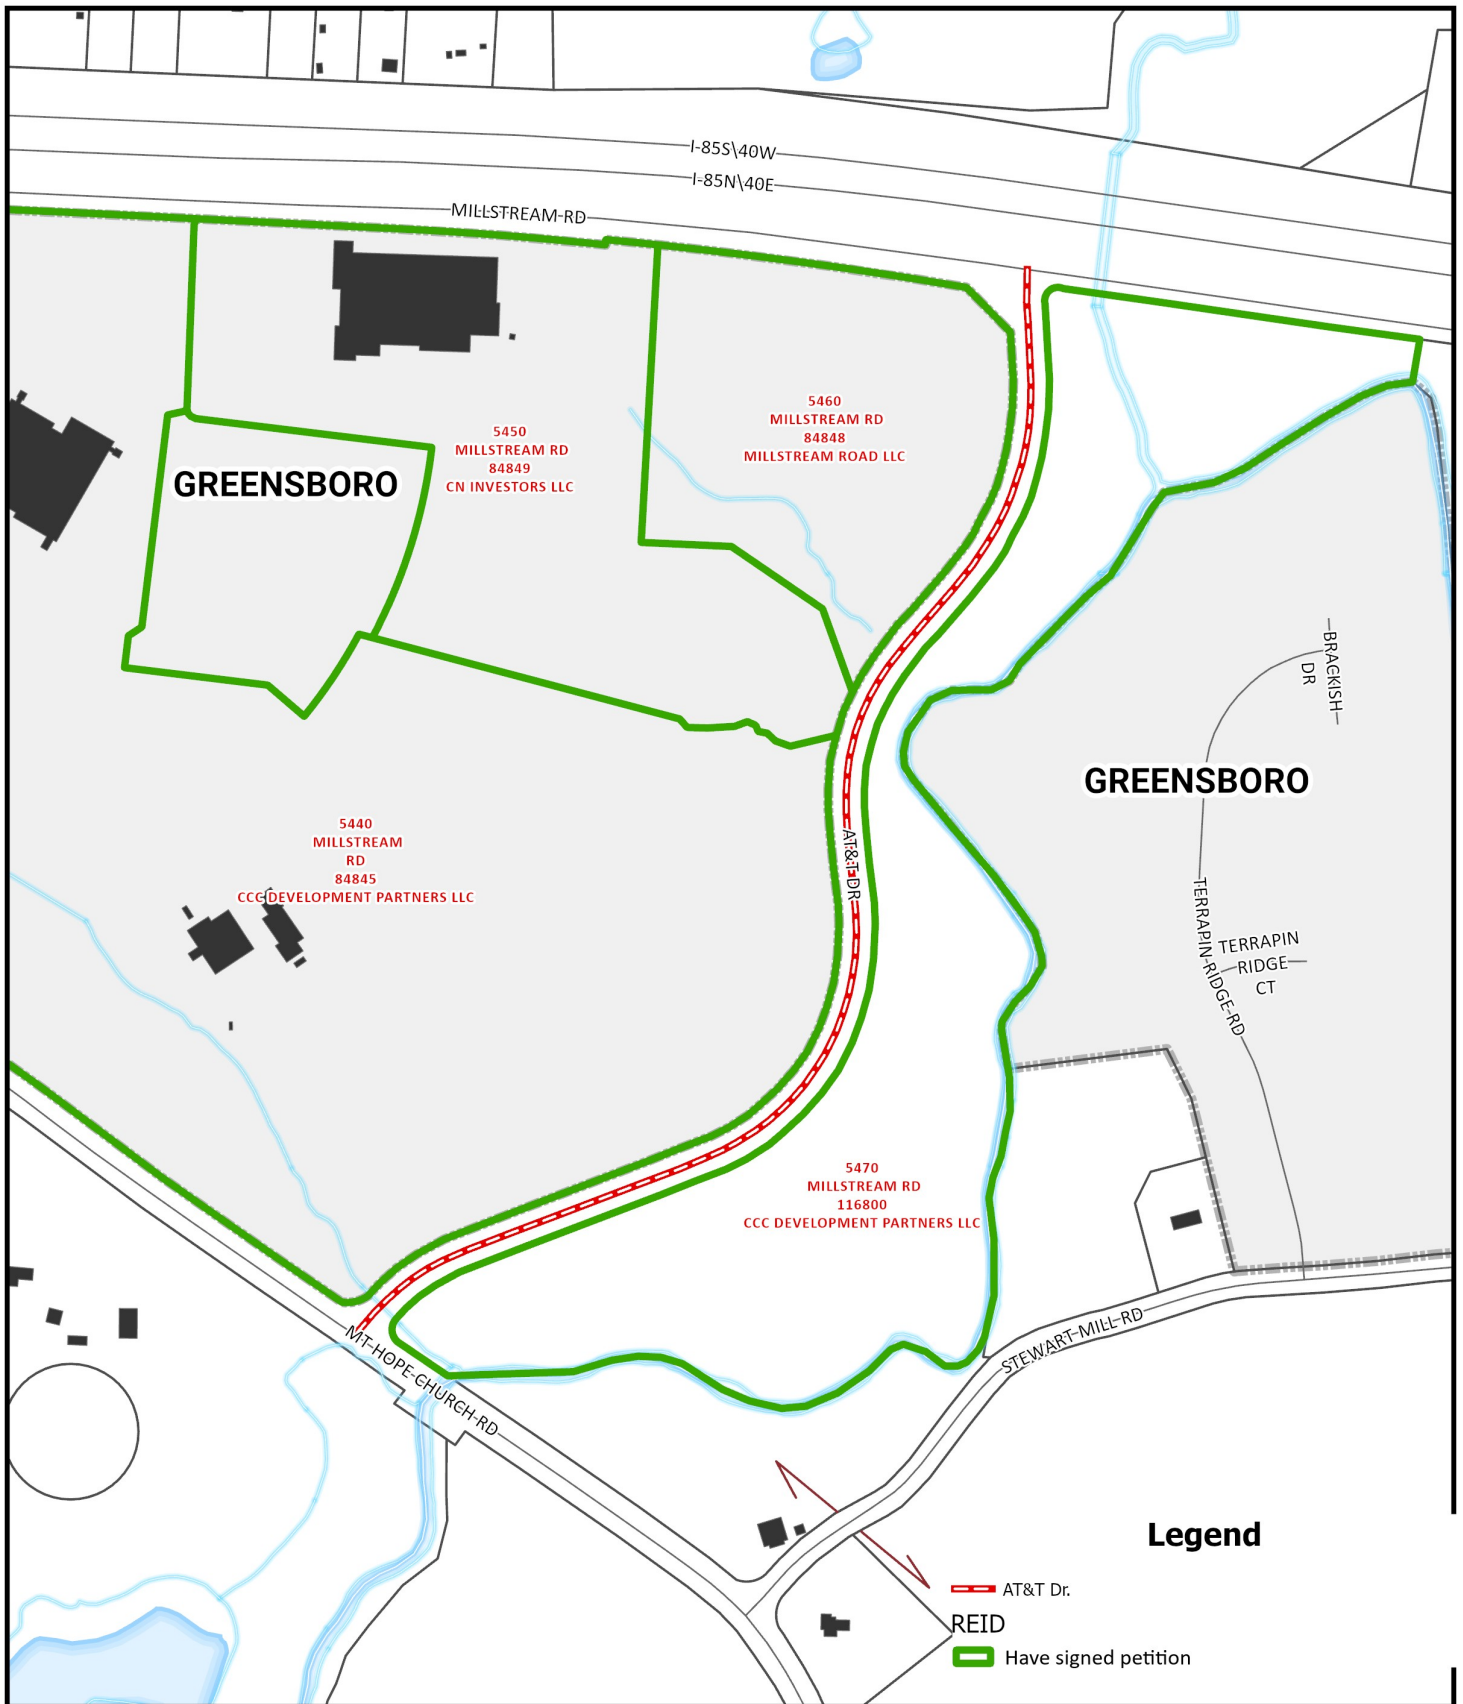 I-85S\40W
I-85N\40E
MILLSTREAM RD
5460
MILLSTREAM RD
84848
MILLSTREAM ROAD LLC
5450
MILLSTREAM RD
84849
CN INVESTORS LLC
GREENSBORO
BRACKISH
DR
GREENSBORO
5440
MILLSTREAM
RD
84845
CCC DEVELOPMENT PARTNERS LLC
AT&T DR
TERRAPIN RIDGE RD
TERRAPIN
RIDGE
CT
5470
MILLSTREAM RD
116800
CCC DEVELOPMENT PARTNERS LLC
MT HOPE CHURCH RD
STEWART MILL RD
Legend
AT&T Dr.
REID
Have signed petition